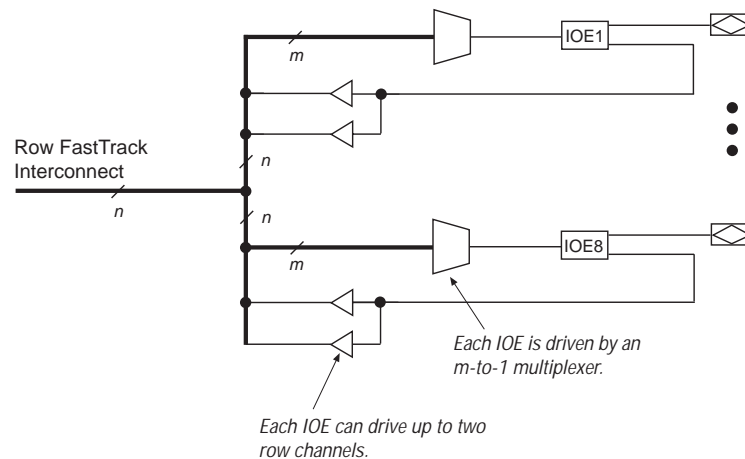 m
IOE1
n
Row FastTrack
Interconnect
n
n
m
IOE8
Each IOE is driven by an
m-to-1 multiplexer.
Each IOE can drive up to two
row channels.